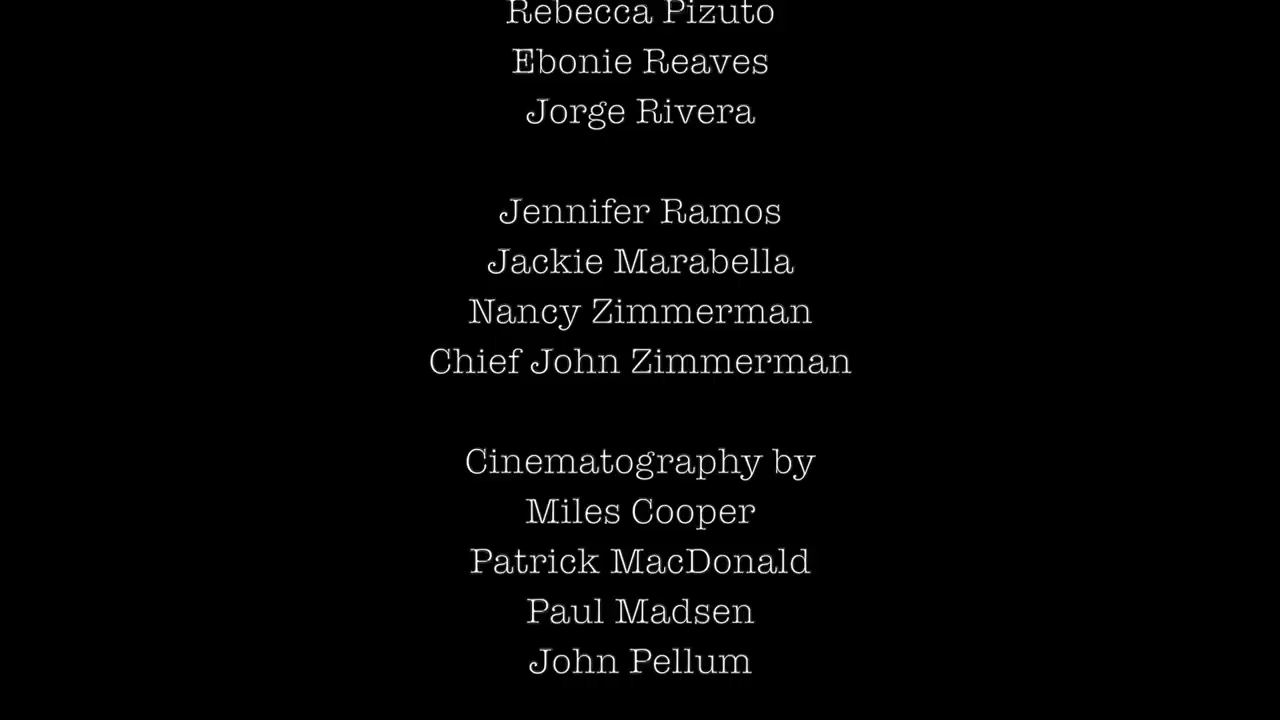 Rebecca Pizuto
Ebonie Reaves
Jorge Rivera
Jennifer Ramos
Jackie Marabella
Nancy Zimmerman
Chief John Zimmerman
Cinematography by
Miles Cooper
Patrick MacDonald
Paul Madsen
John Pellum